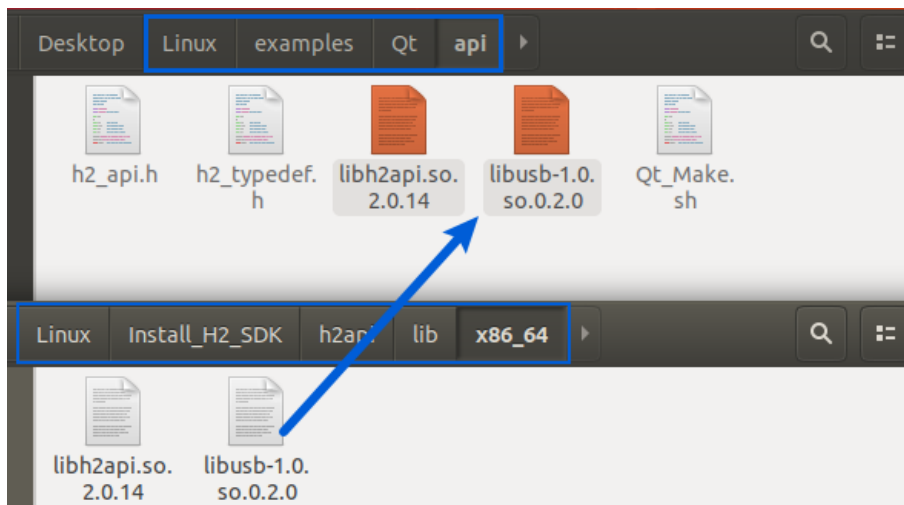 Desktop Linux examples Qt api
h2_api.h h2_typedef. libh2api.so. libusb-1.0. Qt_Make.
h 2.0.14 so.0.2.0 sh
Linux Install_H2_SDK h2api lib x86_64
libh2api.so. libusb-1.0.
2.0.14 so.0.2.0